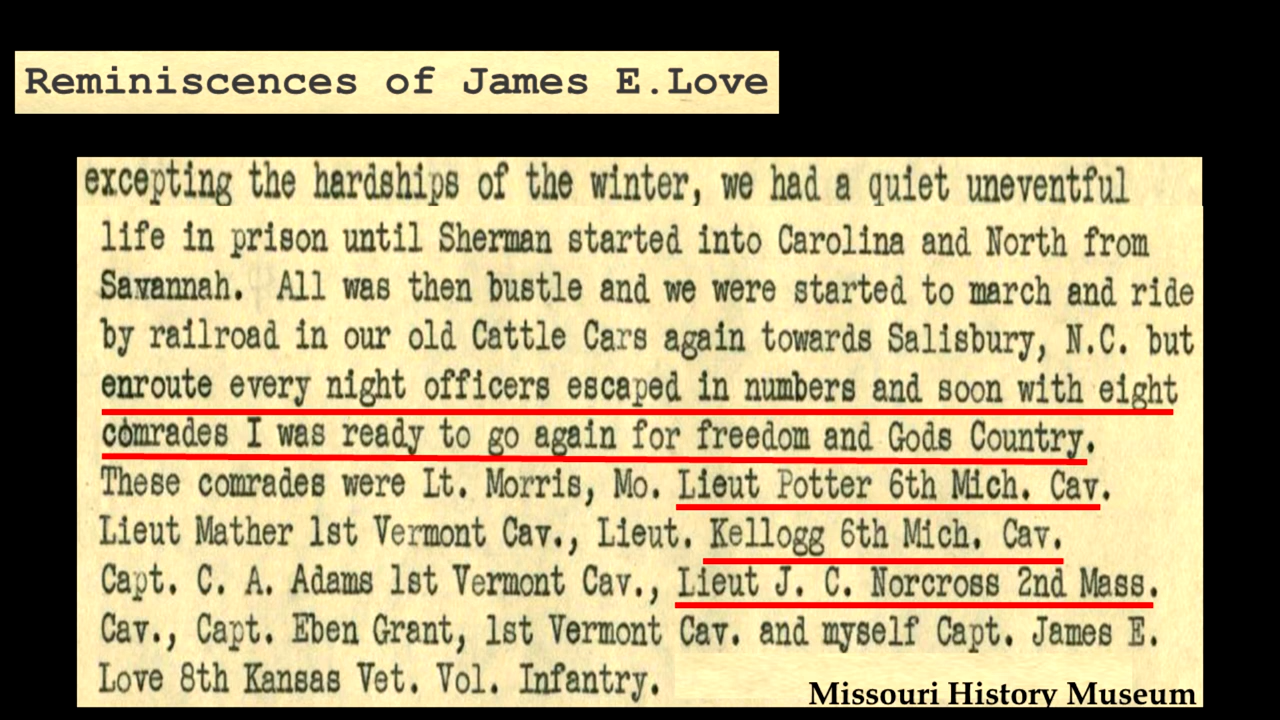 Reminiscences of James E.Love
excepting the hardships of the winter, we had a quiet uneventful
life in prison until Sherman started into Carolina and North from
Savannah. All was then bustle and we were started to march and ride
by railroad in our old Cattle Cars again towards Salisbury, N.C. but
enroute every night officers escaped in numbers and soon with eight
comrades I was ready to go again for freedom and Gods Country.
These comrades were Lt. Morris, Mo. Lieut Potter 6th Mich. Cav.
Lieut Mather 1st Vermont Cav., Lieut. Kellogg 6th Mich. Cav.
Capt. C. A. Adams 1st Vermont Cav., Lieut J. C. Norcross 2nd Mass.
Cav., Capt. Eben Grant, 1st Vermont Cav. and myself Capt. James E.
Love 8th Kansas Vet. Vol. Infantry.
Missouri History Museum